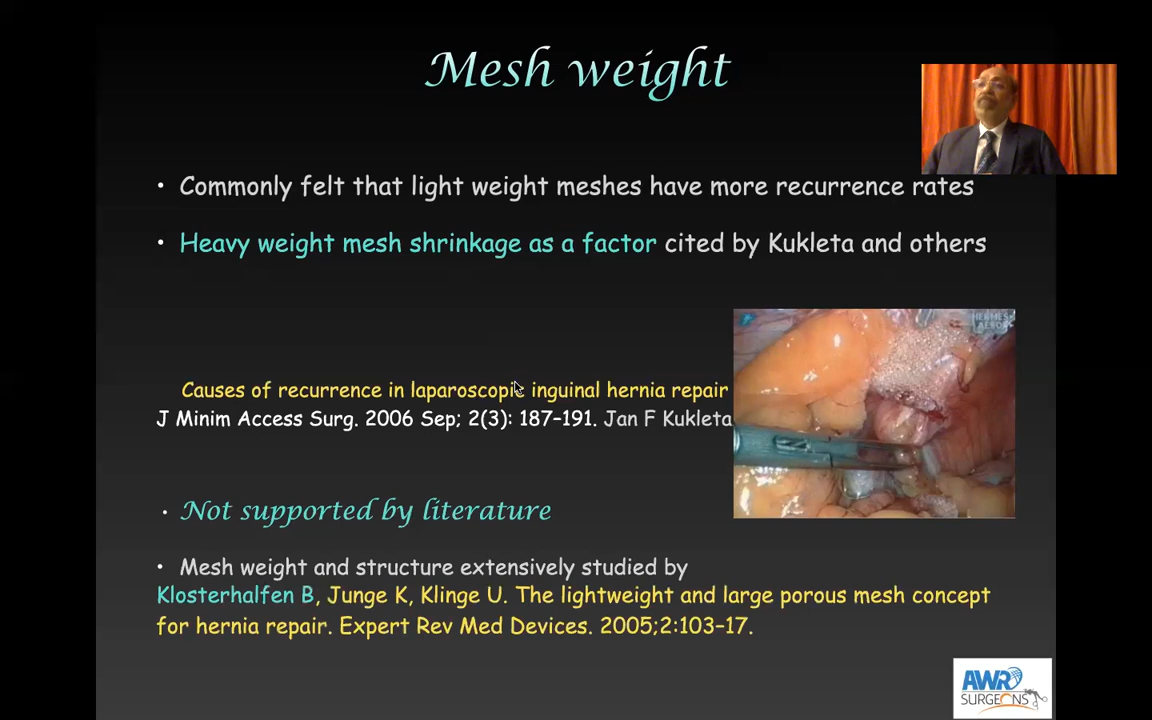 Mesh weight
• Commonly felt that light weight meshes have more recurrence rates
• Heavy weight mesh shrinkage as a factor cited by Kukleta and others
HERMES
AESOP
Causes of recurrence in laparoscopic inguinal hernia repair
J Minim Access Surg. 2006 Sep; 2(3): 187–191. Jan F Kukleta
• Not supported by literature
• Mesh weight and structure extensively studied by
Klosterhalfen B, Junge K, Klinge U. The lightweight and large porous mesh concept
for hernia repair. Expert Rev Med Devices. 2005;2:103–17.
AWR
SURGEONS